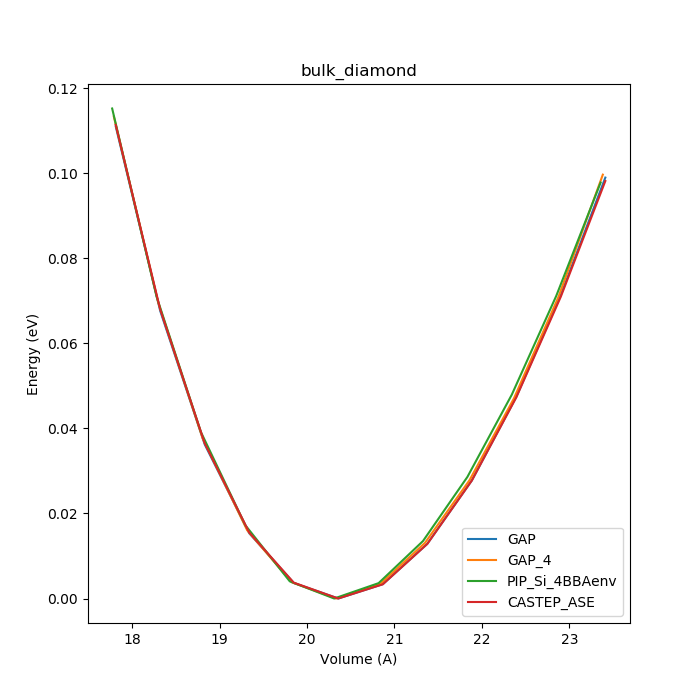 bulk_diamond
0.12
0.10
0.08
0.06
0.04
0.02
0.00
Energy (eV)
18
19
20
21
22
23
Volume (A)
GAP
GAP_4
PIP_Si_4BBAenv
CASTEP_ASE